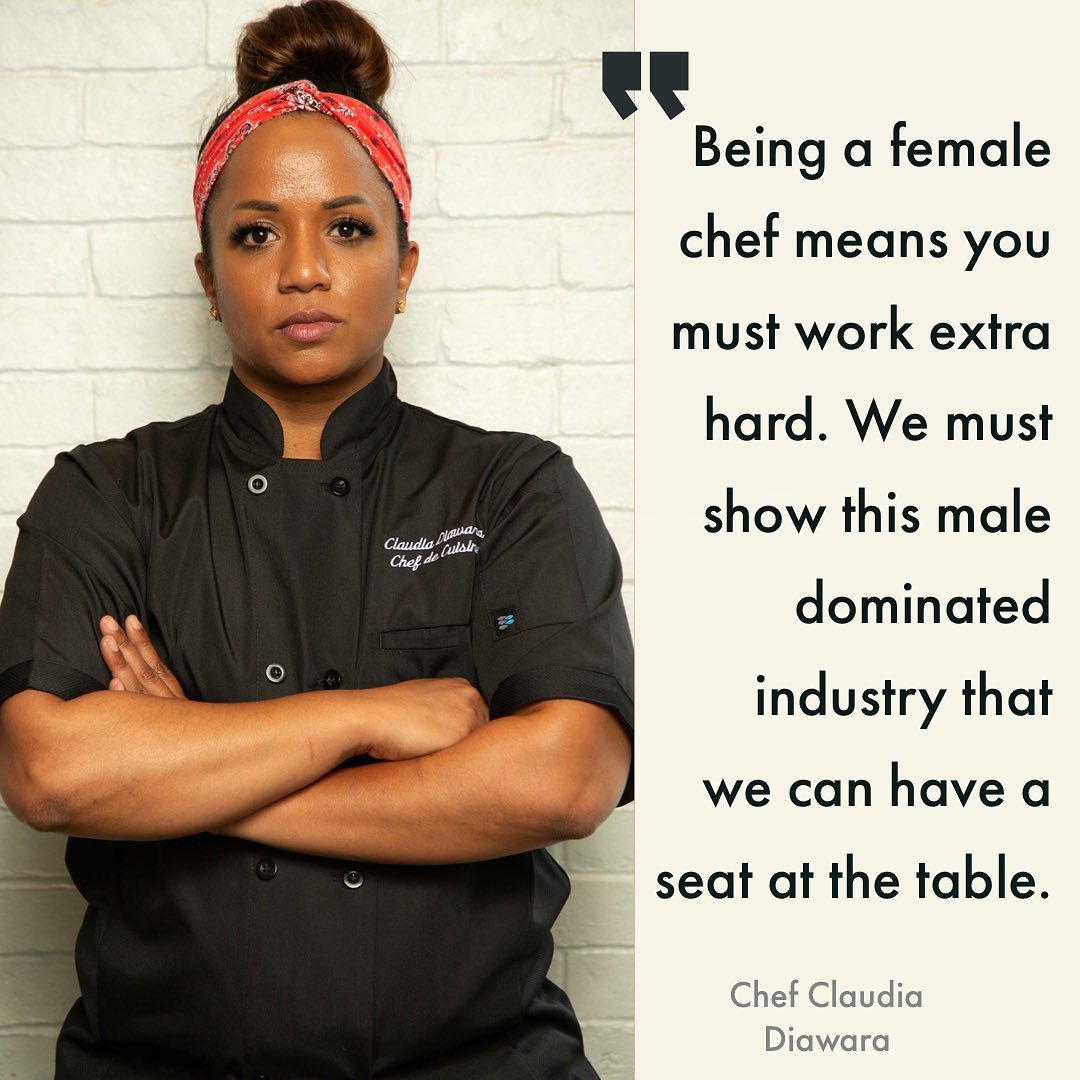 Claudia Diawara
Chef de Cuisine
"
Being a female
chef means you
must work extra
hard. We must
show this male
dominated
industry that
we can have a
seat at the table.
Chef Claudia
Diawara